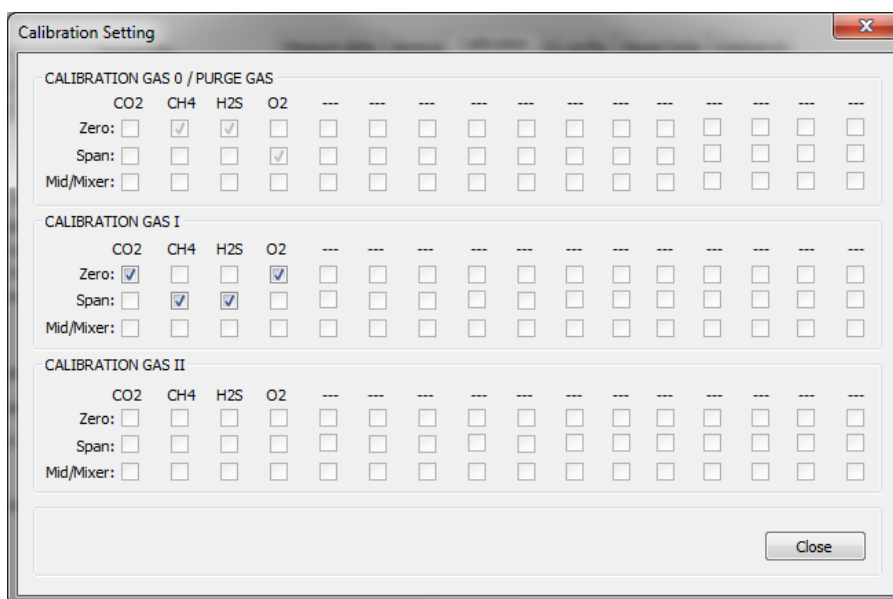 Calibration Setting
CALIBRATION GAS 0 / PURGE GAS
CO2 CH4 H2S O2 --- --- --- --- --- --- --- --- --- --- --- ---
Zero:
Span:
Mid/Mixer:
CALIBRATION GAS I
CO2 CH4 H2S O2 --- --- --- --- --- --- --- --- --- --- --- ---
Zero:
Span:
Mid/Mixer:
CALIBRATION GAS II
CO2 CH4 H2S O2 --- --- --- --- --- --- --- --- --- --- --- ---
Zero:
Span:
Mid/Mixer:
Close